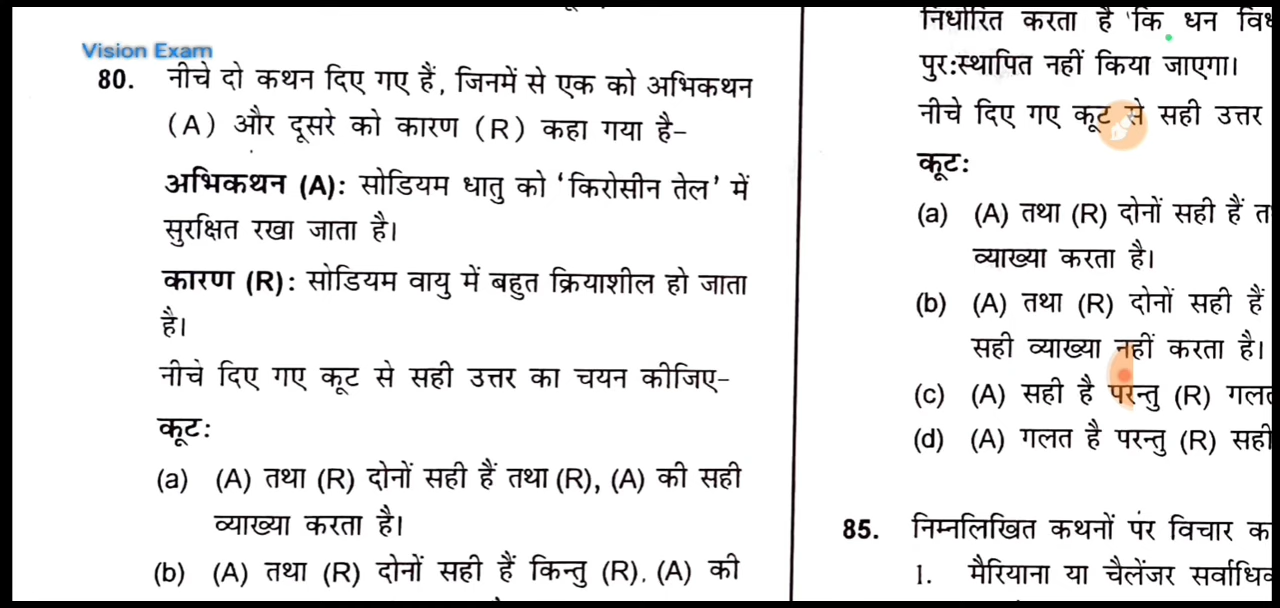 Vision Exam
80. नीचे दो कथन दिए गए हैं, जिनमें से एक को अभिकथन
(A) और दूसरे को कारण (R) कहा गया है-
अभिकथन (A): सोडियम धातु को 'किरोसीन तेल' में
सुरक्षित रखा जाता है।
कारण (R): सोडियम वायु में बहुत क्रियाशील हो जाता
है।
नीचे दिए गए कूट से सही उत्तर का चयन कीजिए-
कूट:
(a) (A) तथा (R) दोनों सही हैं तथा (R), (A) की सही
व्याख्या करता है।
(b) (A) तथा (R) दोनों सही हैं किन्तु (R), (A) की
निर्धारित करता है 'कि धन
पुर:स्थापित नहीं किया जाएगा।
नीचे दिए गए कूट से सही उत्तर
कूट:
(a) (A) तथा (R) दोनों सही हैं
व्याख्या करता है।
(b) (A) तथा (R) दोनों सही हैं
सही व्याख्या नहीं करता है।
(c) (A) सही है परन्तु (R)
(d) (A) गलत है परन्तु (R) सही
85. निम्नलिखित कथनों पर विचार
1. मैरियाना या चैलेंजर